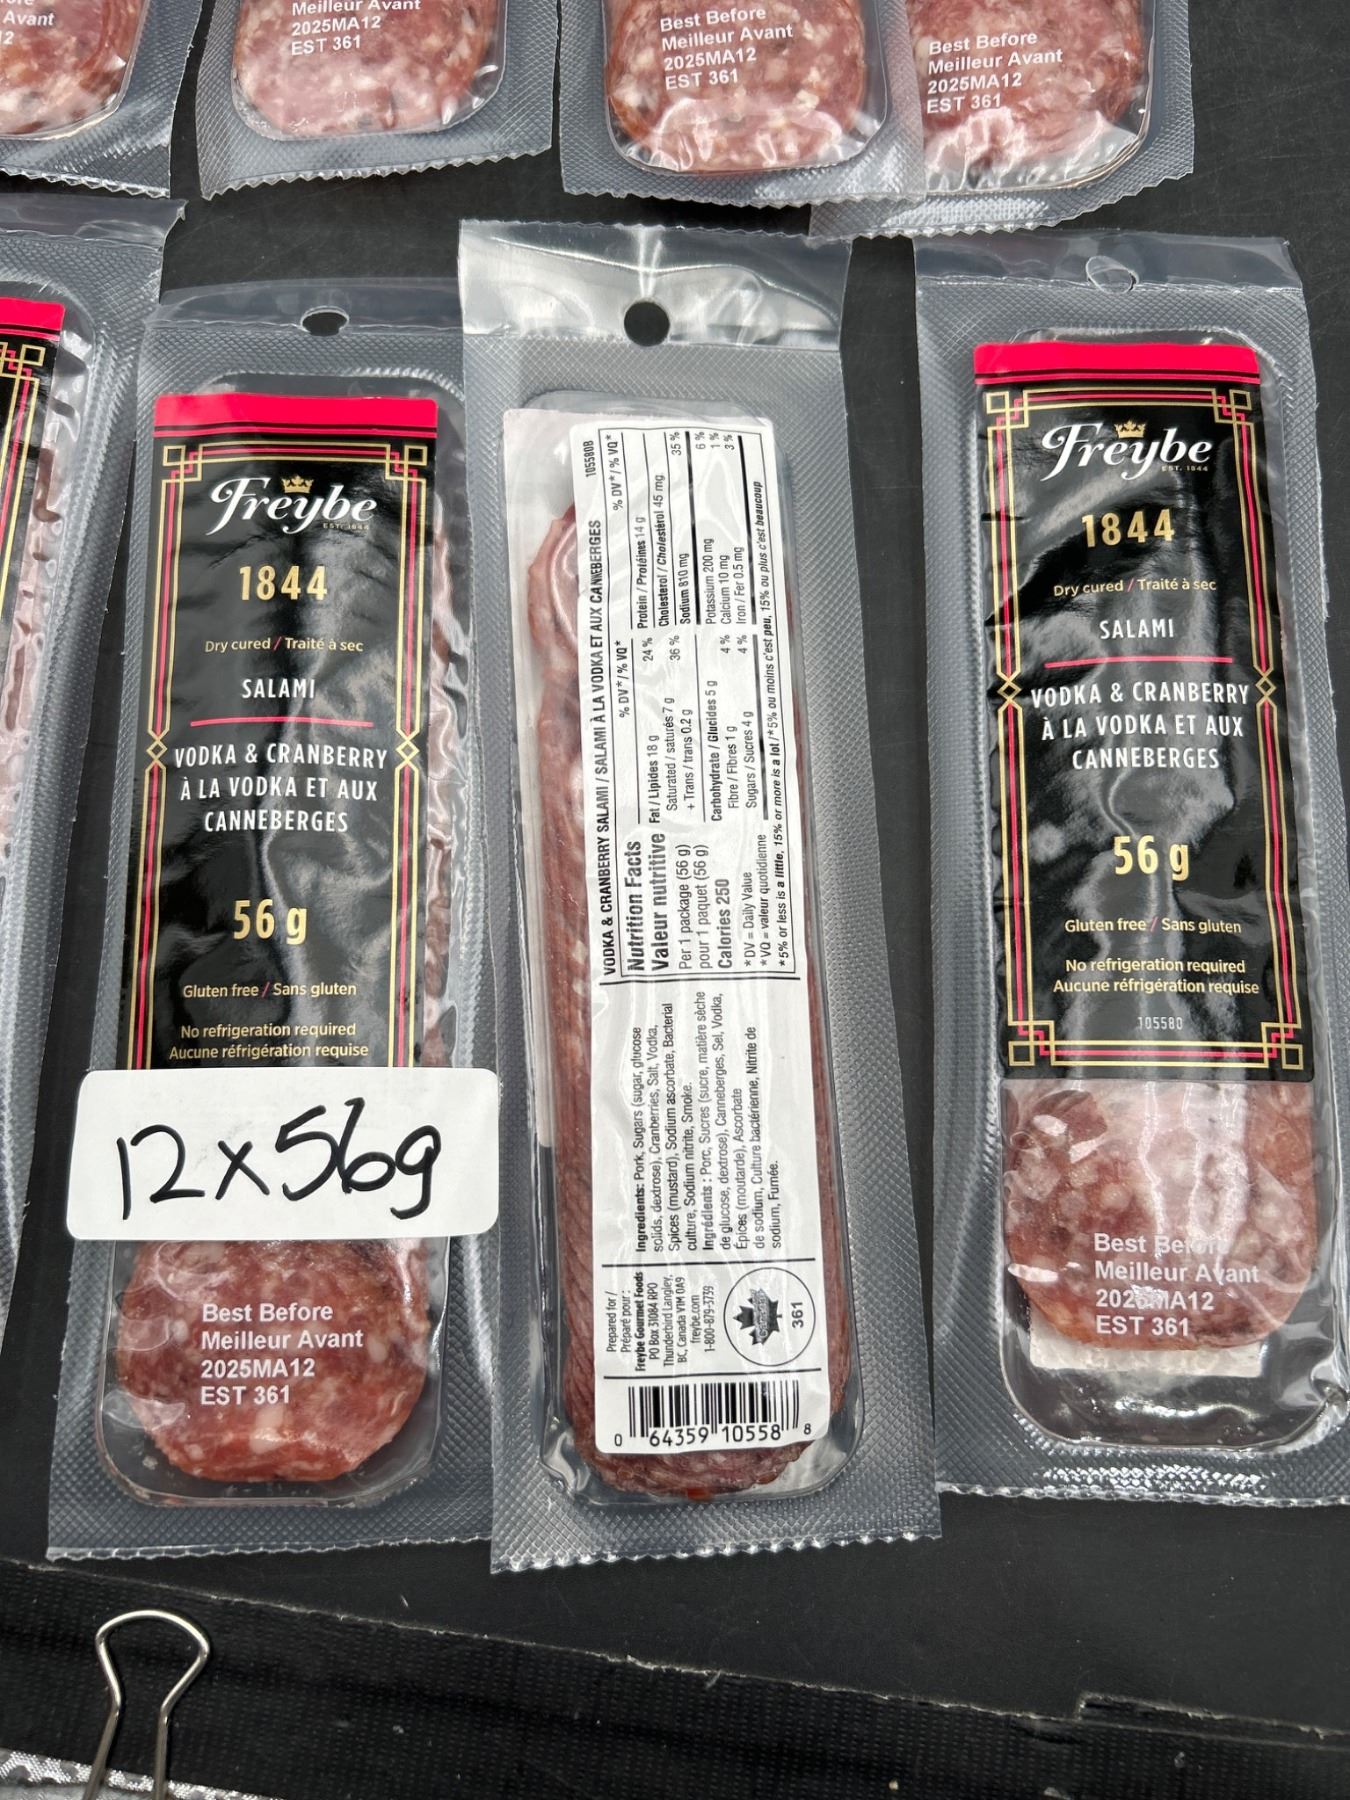 Avant
Meilleur Avant
2025MA12
EST 361
Best Before
Meilleur Avant
2025MA12
EST 361
Best Before
Meilleur Avant
2025MA12
EST 361
Freybe
EST. 1844
1844
Dry cured / Traité à sec
SALAMI
VODKA & CRANBERRY
À LA VODKA ET AUX
CANNEBERGES
56 g
Gluten free / Sans gluten
No refrigeration required
Aucune réfrigération requise
12x56g
Best Before
Meilleur Avant
2025MA12
EST 361
105580B
VODKA & CRANBERRY SALAMI / SALAMI À LA VODKA ET AUX CANNEBERGES
Nutrition Facts
Valeur nutritive
Per 1 package (56 g)
pour 1 paquet (56 g)
Calories 250
*DV = Daily Value
*VQ = valeur quotidienne
% DV* / % VQ*
Fat / Lipides 18 g 24 %
Saturated / saturés 7 g
+ Trans / trans 0.2 g 36 %
Carbohydrate / Glucides 5 g
Fibre / Fibres 1 g 4 %
Sugars / Sucres 4 g 4 %
% DV* / % VQ*
Protein / Protéines 14 g
Cholesterol / Cholestérol 45 mg
Sodium 810 mg 35 %
Potassium 200 mg 6 %
Calcium 10 mg 1 %
Iron / Fer 0.5 mg 3 %
*5% or less is a little, 15% or more is a lot /*5% ou moins c'est peu, 15% ou plus c'est beaucoup
Ingredients: Pork, Sugars (sugar, glucose
solids, dextrose), Cranberries, Salt, Vodka,
Spices (mustard), Sodium ascorbate, Bacterial
culture, Sodium nitrite, Smoke.
Ingrédients : Porc, Sucres (sucre, matière sèche
de glucose, dextrose), Canneberges, Sel, Vodka,
Épices (moutarde), Ascorbate
de sodium, Culture bactérienne, Nitrite de
sodium, Fumée.
Prepared for /
Préparé pour :
Freybe Gourmet Foods
PO Box 31084 RPO
Thunderbird Langley,
BC, Canada V1M 0A9
freybe.com
1-800-879-3739
Canada
361
0 64359 10558 8
Freybe
EST. 1844
1844
Dry cured / Traité à sec
SALAMI
VODKA & CRANBERRY
À LA VODKA ET AUX
CANNEBERGES
56 g
Gluten free / Sans gluten
No refrigeration required
Aucune réfrigération requise
105580
Best Before
Meilleur Avant
2025MA12
EST 361